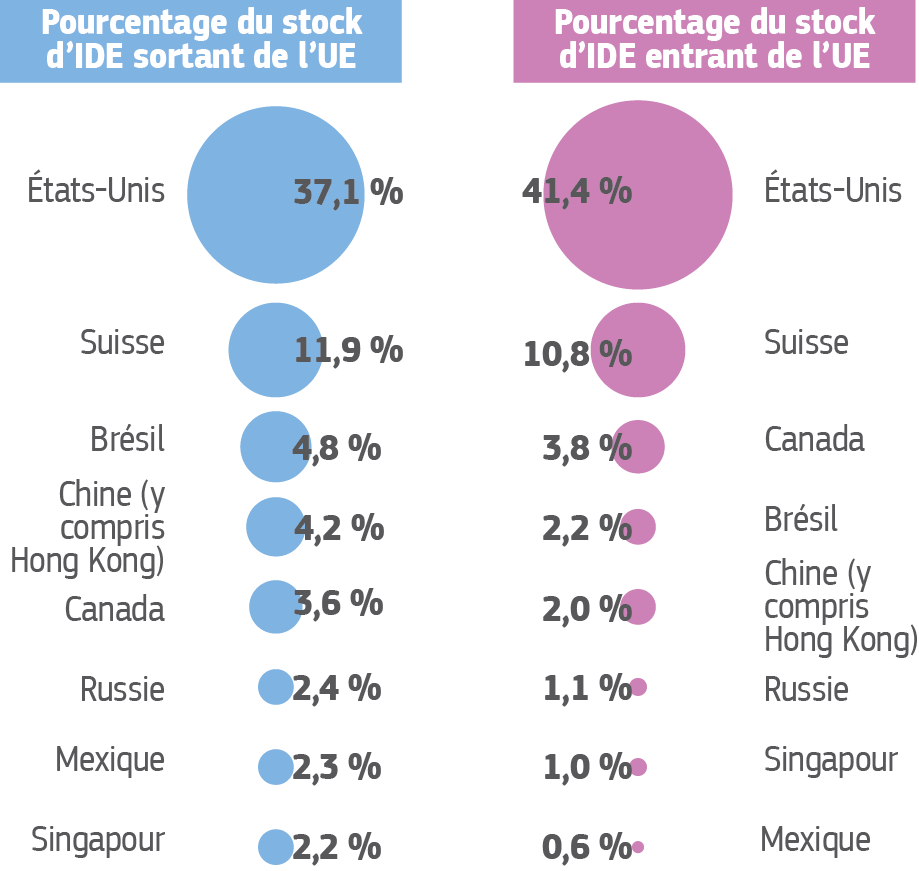 Pourcentage du stock
d’IDE sortant de l’UE
États-Unis
37,1 %
Suisse
11,9 %
Brésil
4,8 %
Chine (y
compris
Hong Kong)
4,2 %
Canada
3,6 %
Russie
2,4 %
Mexique
2,3 %
Singapour
2,2 %
Pourcentage du stock
d’IDE entrant de l’UE
41,4 %
États-Unis
10,8 %
Suisse
3,8 %
Canada
2,2 %
Brésil
2,0 %
Chine (y
compris
Hong Kong)
1,1 %
Russie
1,0 %
Singapour
0,6 %
Mexique